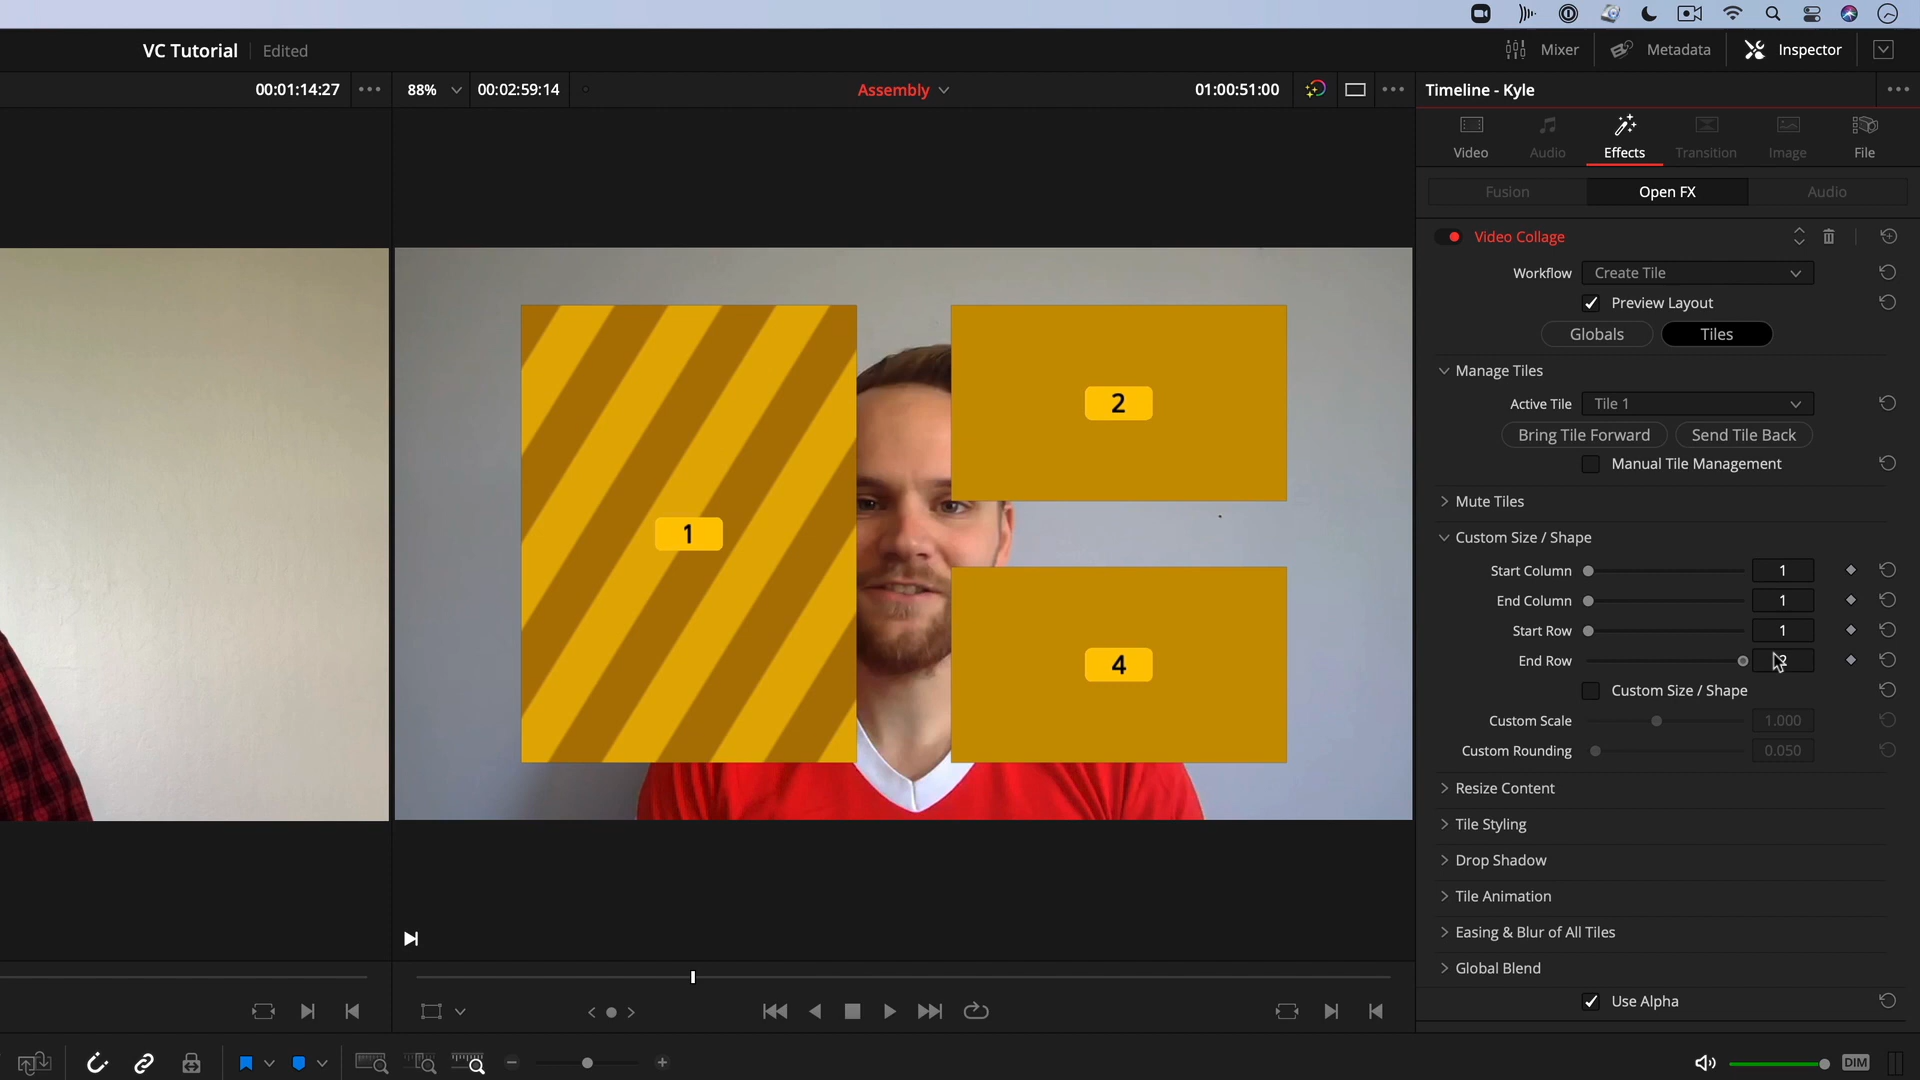 VC Tutorial
Edited
Mixer
Metadata
Inspector
00:01:14:27
88%
00:02:59:14
Assembly
01:00:51:00
Timeline - Kyle
Video
Audio
Effects
Transition
Image
File
Fusion
Open FX
Audio
Video Collage
Workflow
Create Tile
Preview Layout
Globals
Tiles
Manage Tiles
Active Tile
Tile 1
Bring Tile Forward
Send Tile Back
Manual Tile Management
Mute Tiles
Custom Size / Shape
Start Column
1
End Column
1
Start Row
1
End Row
Custom Size / Shape
Custom Scale
1.000
Custom Rounding
0.050
Resize Content
Tile Styling
Drop Shadow
Tile Animation
Easing & Blur of All Tiles
Global Blend
Use Alpha
1
2
4
DIM